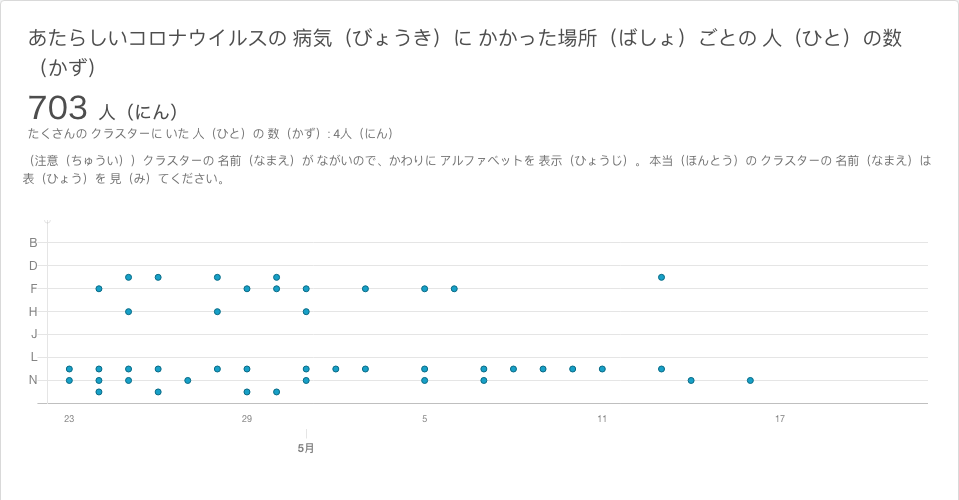 あたらしいコロナウイルスの 病気（びょうき）に かかった場所（ばしょ）ごとの 人（ひと）の数
（かず）
703 人（にん）
たくさんの クラスターに いた 人（ひと）の 数（かず）: 4人（にん）
（注意（ちゅうい））クラスターの 名前（なまえ）が ながいので、かわりに アルファベットを 表示（ひょうじ）。 本当（ほんとう）の クラスターの 名前（なまえ）は
表（ひょう）を 見（み）てください。
B
D
F
H
J
L
N
23 29 5 11 17
5月